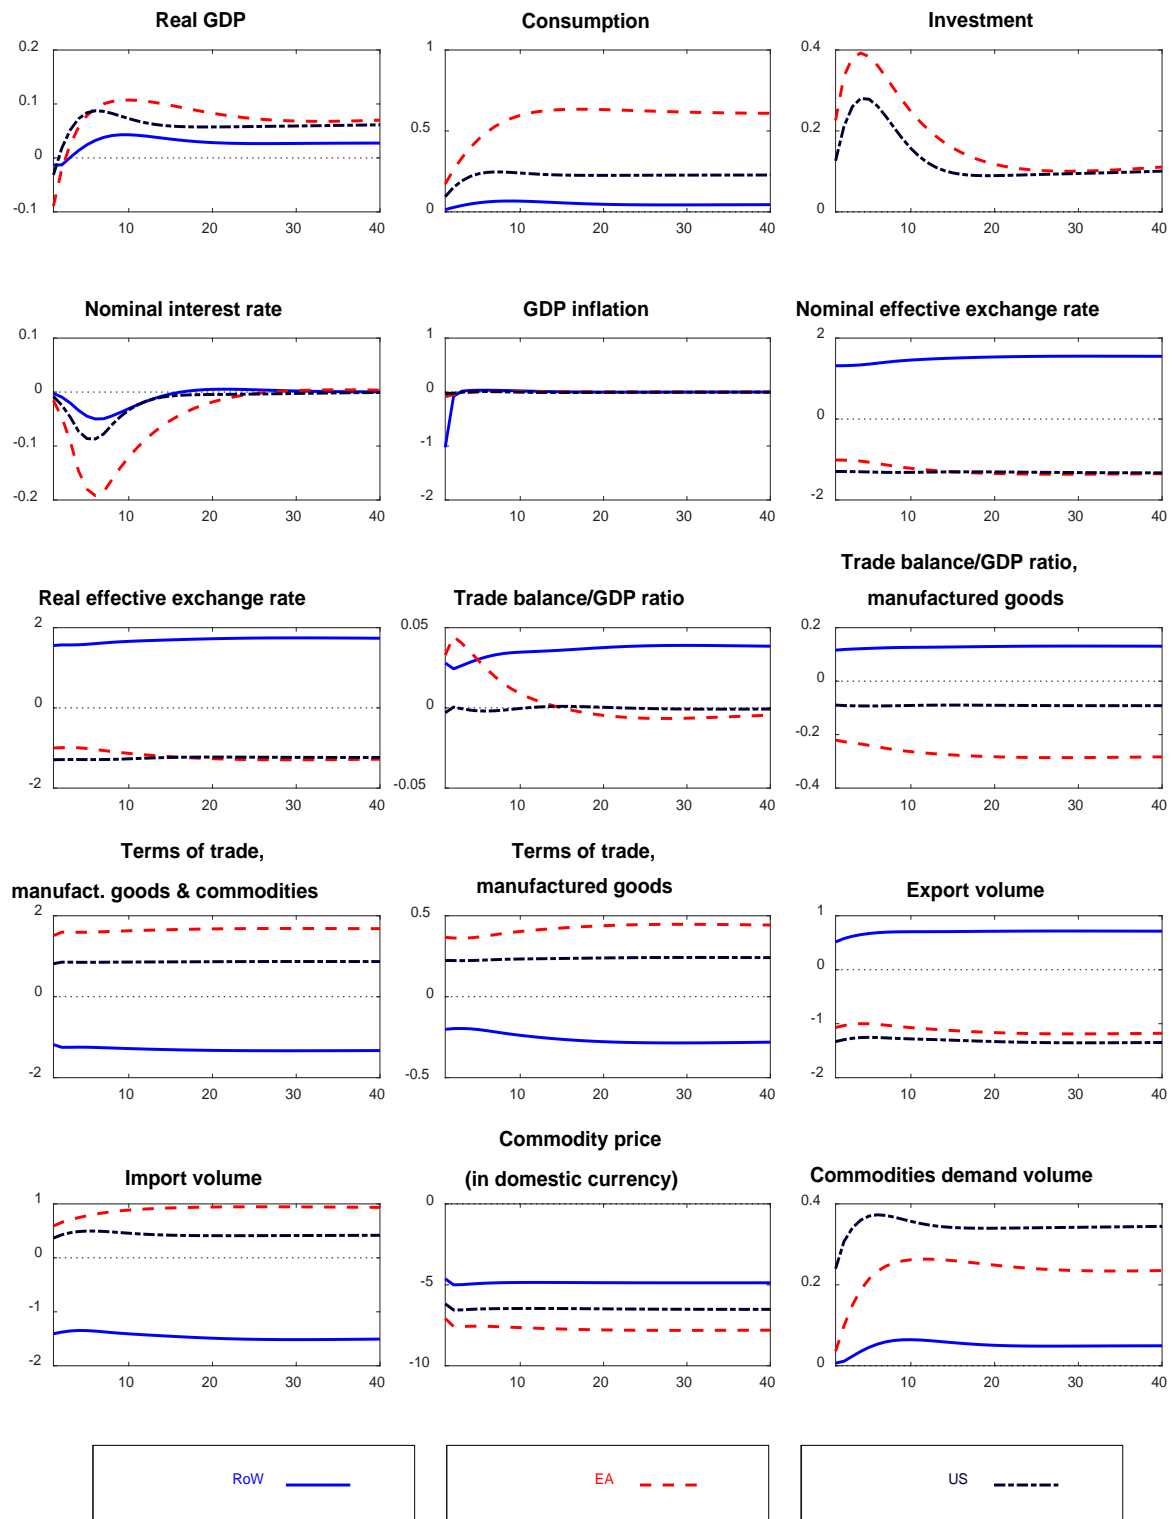 Real GDP
Consumption
Investment
0.2
0.1
0
-0.1
10 20 30 40
1
0.5
0
10 20 30 40
0.4
0.2
0
10 20 30 40
Nominal interest rate
GDP inflation
Nominal effective exchange rate
0.1
0
-0.1
-0.2
10 20 30 40
1
0
-1
-2
10 20 30 40
2
0
-2
10 20 30 40
Real effective exchange rate
Trade balance/GDP ratio
Trade balance/GDP ratio,
manufactured goods
2
0
-2
10 20 30 40
0.05
0
-0.05
10 20 30 40
0.2
0
-0.2
-0.4
10 20 30 40
Terms of trade,
manufact. goods & commodities
Terms of trade,
manufactured goods
Export volume
2
0
-2
10 20 30 40
0.5
0
-0.5
10 20 30 40
1
0
-1
-2
10 20 30 40
Import volume
Commodity price
(in domestic currency)
Commodities demand volume
1
0
-1
-2
10 20 30 40
0
-5
-10
10 20 30 40
0.4
0.2
0
10 20 30 40
RoW
EA
US